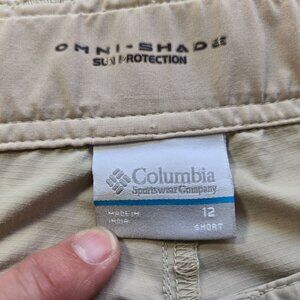 OMNI-SHADE
SUN PROTECTION
Columbia
Sportswear Company
MADE IN
INDIA
12
SHORT